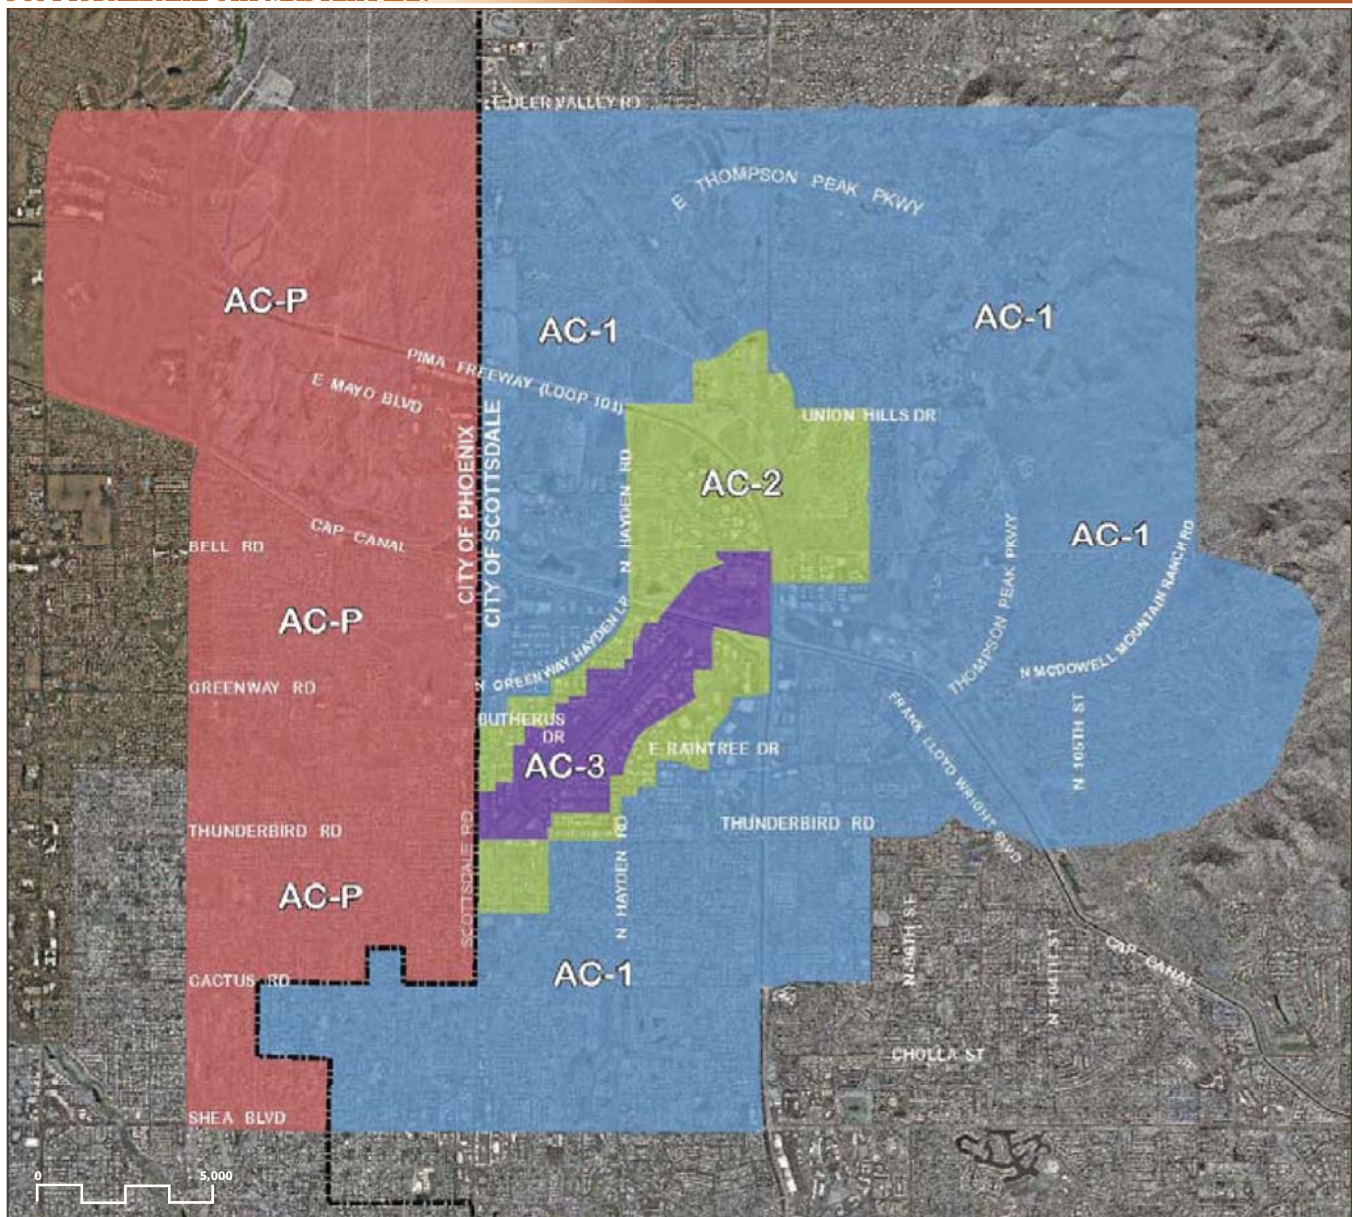 E DEER VALLEY RD
E THOMPSON PEAK PKWY
AC-P
AC-1
AC-1
PIMA FREEWAY (LOOP 101)
E MAYO BLVD
UNION HILLS DR
CITY OF PHOENIX
CITY OF SCOTTSDALE
N HAYDEN RD
AC-2
CAP CANAL
BELL RD
AC-1
THOMPSON PEAK PKWY
N MCDOWELL MOUNTAIN RANCH RD
AC-P
N GREENWAY HAYDEN LP
GREENWAY RD
BUTHERUS
DR
E RAINTREE DR
FRANK LLOYD WRIGHT BLVD
N 105TH ST
AC-3
THUNDERBIRD RD
THUNDERBIRD RD
SCOTTSDALE RD
N HAYDEN RD
AC-P
N 96TH ST
N 104TH ST
CAP CANAL
AC-1
CACTUS RD
CHOLLA ST
SHEA BLVD
0 5,000